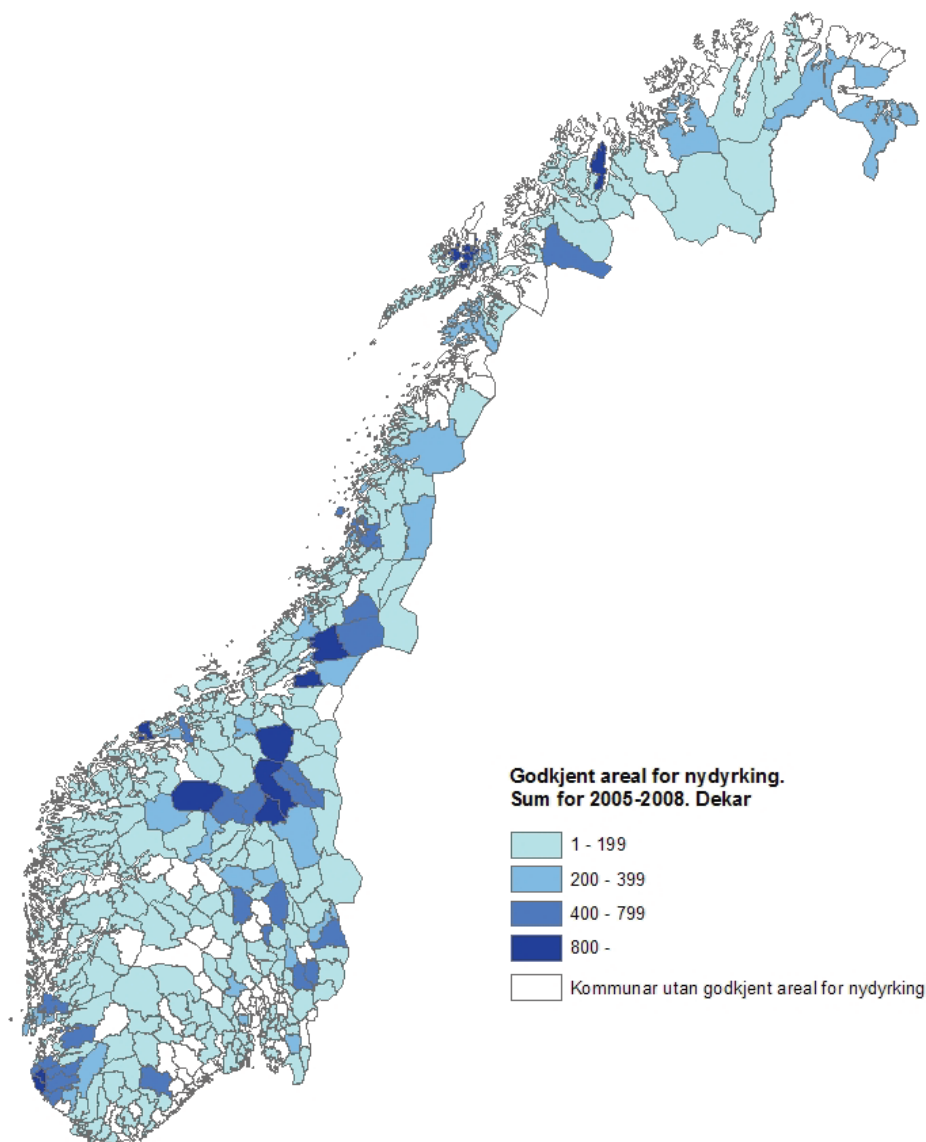 Godkjent areal for nydyrking.
Sum for 2005-2008. Dekar
1 - 199
200 - 399
400 - 799
800 -
Kommunar utan godkjent areal for nydyrking